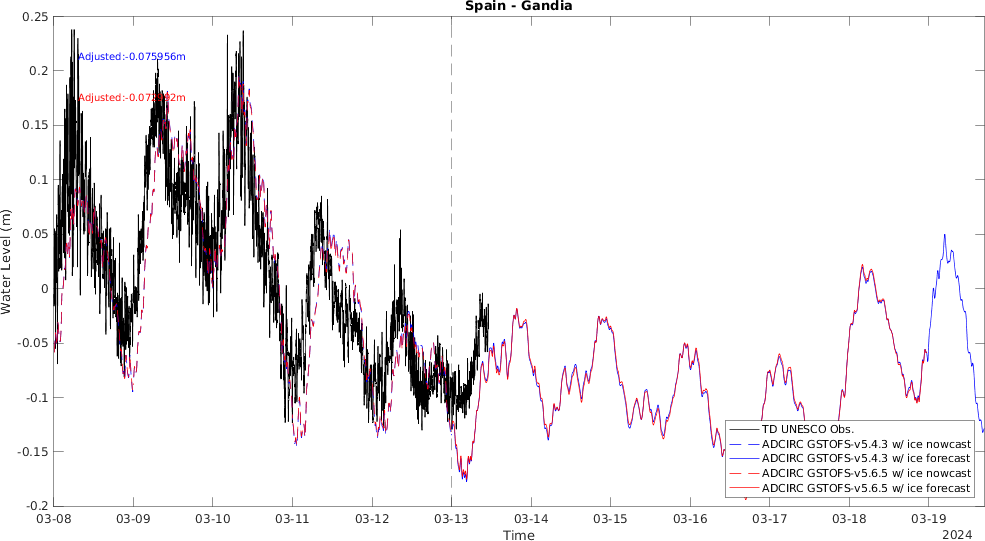 Spain - Gandia
0.25
0.2
0.15
0.1
0.05
0
-0.05
-0.1
-0.15
-0.2
Water Level (m)
Adjusted:-0.075956m
Adjusted:
TD UNESCO Obs.
ADCIRC GSTOFS-v5.4.3 w/ ice nowcast
ADCIRC GSTOFS-v5.4.3 w/ ice forecast
ADCIRC GSTOFS-v5.6.5 w/ ice nowcast
ADCIRC GSTOFS-v5.6.5 w/ ice forecast
03-08 03-09 03-10 03-11 03-12 03-13 03-14 03-15 03-16 03-17 03-18 03-19
Time
2024